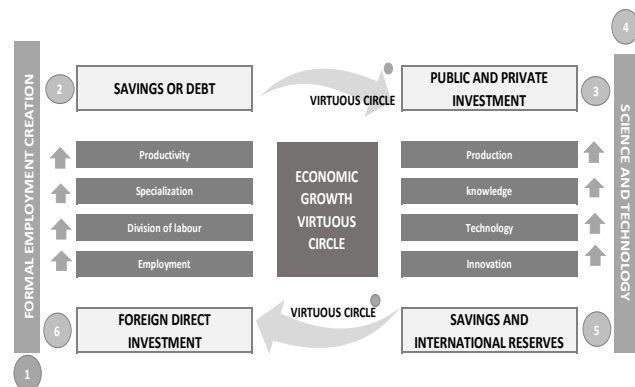 4
2
SAVINGS OR DEBT
VIRTUOUS CIRCLE
PUBLIC AND PRIVATE
INVESTMENT
3
FORMAL EMPLOYMENT CREATION
Productivity
Specialization
Division of labour
Employment
ECONOMIC
GROWTH
VIRTUOUS
CIRCLE
Production
knowledge
Technology
Innovation
SCIENCE AND TECHNOLOGY
6
FOREIGN DIRECT
INVESTMENT
VIRTUOUS CIRCLE
SAVINGS AND
INTERNATIONAL RESERVES
5
1